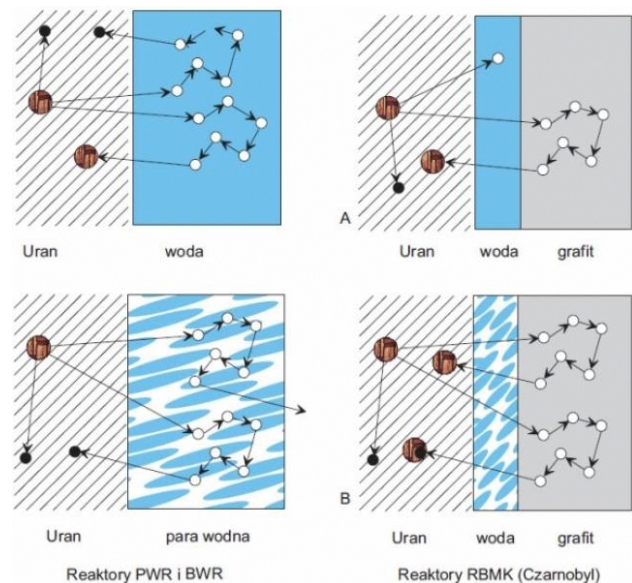 A
Uran woda
Uran woda grafit
B
Uran para wodna
Uran woda grafit
Reaktory PWR i BWR
Reaktory RBMK (Czarnobyl)